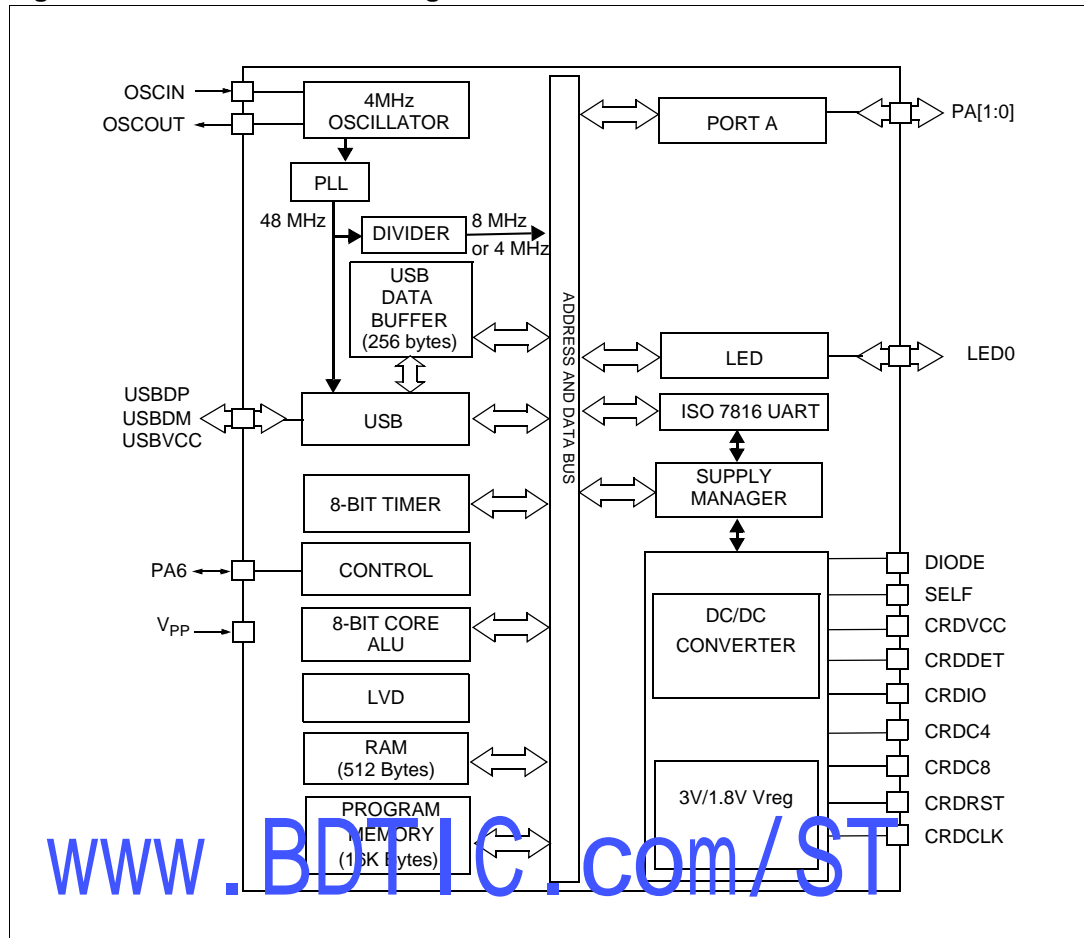 OSCIN
OSCOUT
4MHz
OSCILLATOR
PLL
48 MHz
DIVIDER
8 MHz
or 4 MHz
USB
DATA
BUFFER
(256 bytes)
USBDP
USBDM
USBVCC
USB
8-BIT TIMER
PA6
CONTROL
VPP
8-BIT CORE
ALU
LVD
RAM
(512 Bytes)
PROGRAM
MEMORY
(16K Bytes)
ADDRESS AND DATA BUS
PORT A
PA[1:0]
LED
LED0
ISO 7816 UART
SUPPLY
MANAGER
DC/DC
CONVERTER
3V/1.8V Vreg
DIODE
SELF
CRDVCC
CRDDET
CRDIO
CRDC4
CRDC8
CRDRST
CRDCLK
www.BDTIC.com/ST